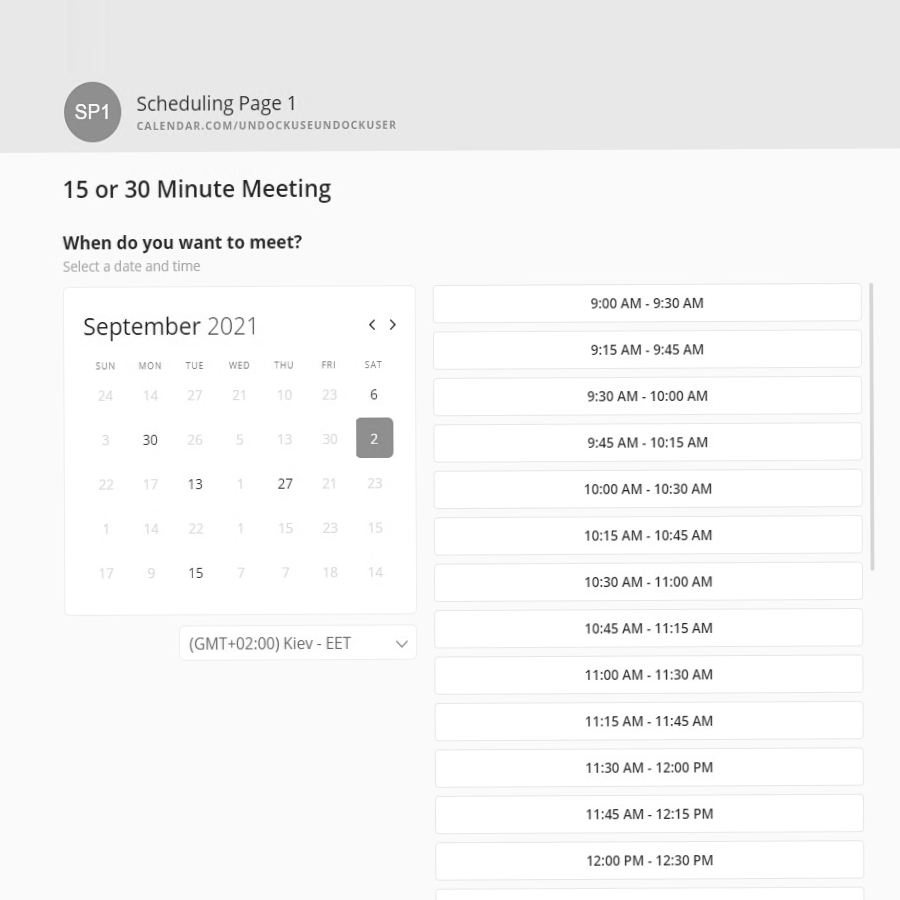 SP1
Scheduling Page 1
CALENDAR.COM/UNDOCKUSEUNDOCKUSER
15 or 30 Minute Meeting
When do you want to meet?
Select a date and time
September 2021
SUN MON TUE WED THU FRI SAT
24 14 27 21 10 23 6
3 30 26 5 13 30 2
22 17 13 1 27 21 23
1 14 22 1 15 23 15
17 9 15 7 7 18 14
(GMT+02:00) Kiev - EET
9:00 AM - 9:30 AM
9:15 AM - 9:45 AM
9:30 AM - 10:00 AM
9:45 AM - 10:15 AM
10:00 AM - 10:30 AM
10:15 AM - 10:45 AM
10:30 AM - 11:00 AM
10:45 AM - 11:15 AM
11:00 AM - 11:30 AM
11:15 AM - 11:45 AM
11:30 AM - 12:00 PM
11:45 AM - 12:15 PM
12:00 PM - 12:30 PM